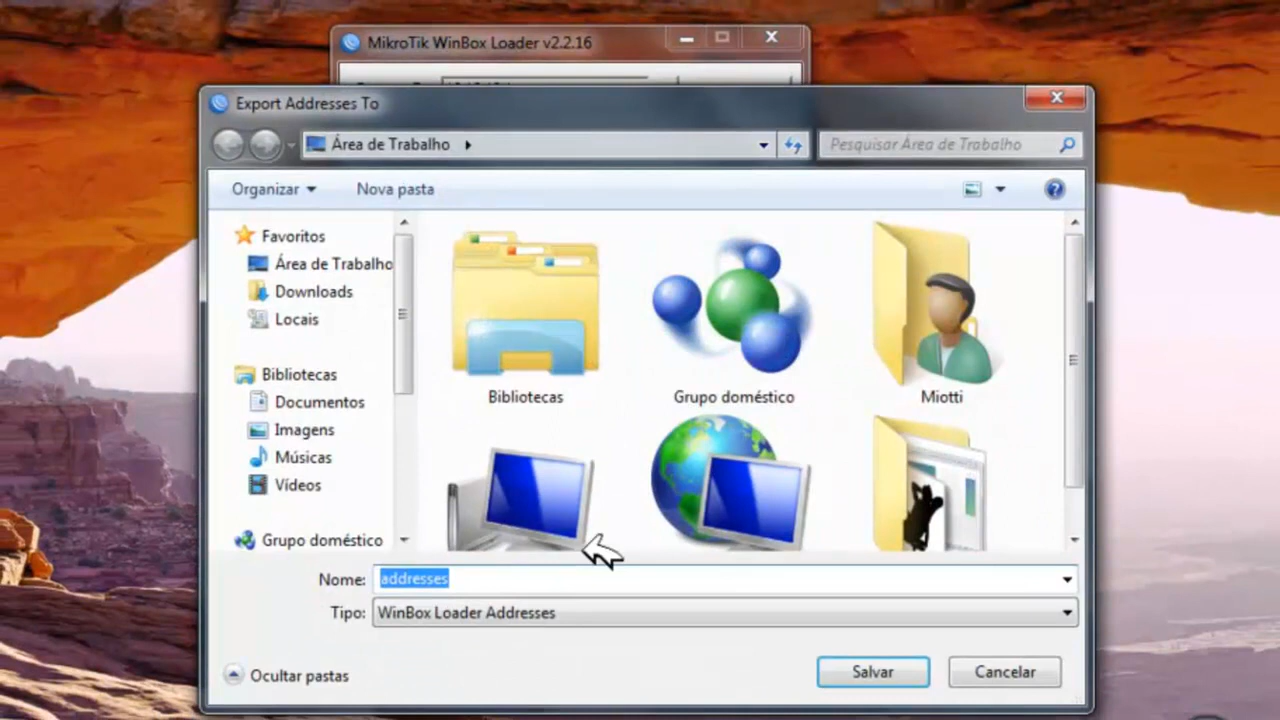 MikroTik WinBox Loader v2.2.16
Export Addresses To
Área de Trabalho
Pesquisar Área de Trabalho
Organizar
Nova pasta
Favoritos
Área de Trabalho
Downloads
Locais
Bibliotecas
Documentos
Imagens
Músicas
Vídeos
Grupo doméstico
Bibliotecas
Grupo doméstico
Miotti
Nome: addresses
Tipo: WinBox Loader Addresses
Ocultar pastas
Salvar
Cancelar